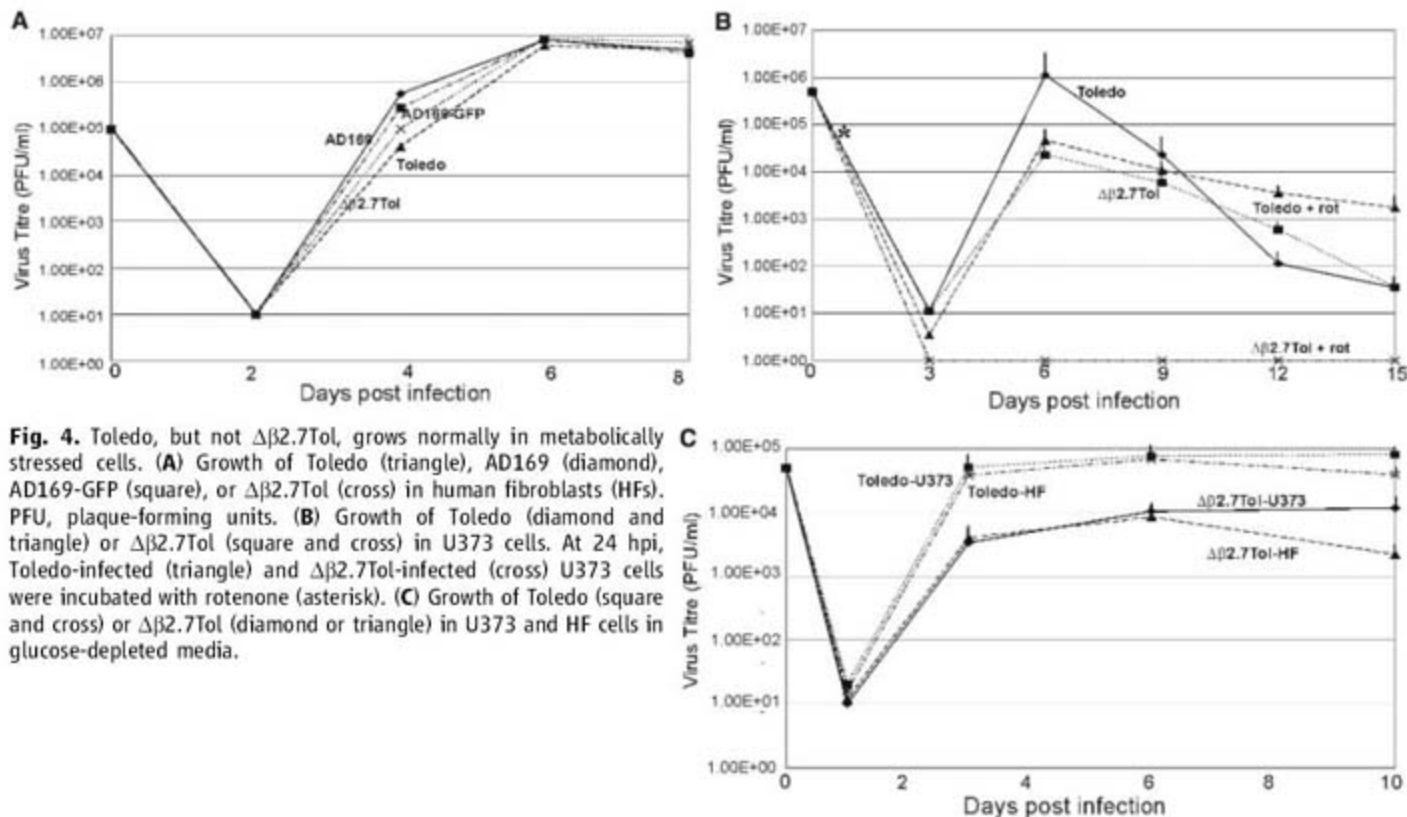 A
1.00E+07
1.00E+06
1.00E+05
1.00E+04
1.00E+03
1.00E+02
1.00E+01
1.00E+00
Virus Titre (PFU/ml)
AD169
AD169-GFP
Toledo
Δβ2.7Tol
0 2 4 6 8
Days post infection
B
1.00E+07
1.00E+06
1.00E+05
1.00E+04
1.00E+03
1.00E+02
1.00E+01
1.00E+00
Virus Titre (PFU/ml)
*
Toledo
Δβ2.7Tol
Toledo + rot
Δβ2.7Tol + rot
0 3 6 9 12 15
Days post infection
Fig. 4. Toledo, but not Δβ2.7Tol, grows normally in metabolically
stressed cells. (A) Growth of Toledo (triangle), AD169 (diamond),
AD169-GFP (square), or Δβ2.7Tol (cross) in human fibroblasts (HFs).
PFU, plaque-forming units. (B) Growth of Toledo (diamond and
triangle) or Δβ2.7Tol (square and cross) in U373 cells. At 24 hpi,
Toledo-infected (triangle) and Δβ2.7Tol-infected (cross) U373 cells
were incubated with rotenone (asterisk). (C) Growth of Toledo (square
and cross) or Δβ2.7Tol (diamond or triangle) in U373 and HF cells in
glucose-depleted media.
C
1.00E+05
1.00E+04
1.00E+03
1.00E+02
1.00E+01
1.00E+00
Virus Titre (PFU/ml)
Toledo-U373
Toledo-HF
Δβ2.7Tol-U373
Δβ2.7Tol-HF
0 2 4 6 8 10
Days post infection